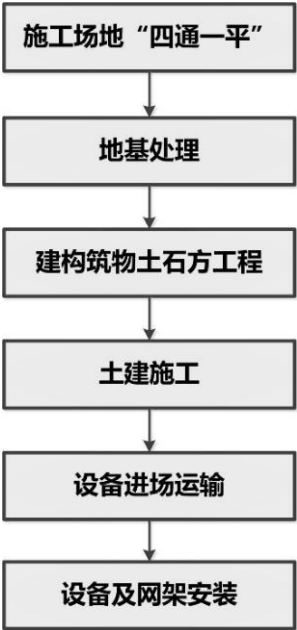 施工场地“四通一平”
地基处理
建构筑物土石方工程
土建施工
设备进场运输
设备及网架安装